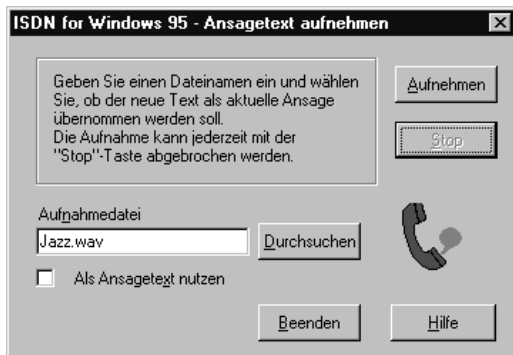 ISDN for Windows 95 - Ansagetext aufnehmen
Geben Sie einen Dateinamen ein und wählen
Sie, ob der neue Text als aktuelle Ansage
übernommen werden soll.
Die Aufnahme kann jederzeit mit der
"Stop"-Taste abgebrochen werden.
Aufnehmen
Stop
Aufnahmedatei
Jazz.wav
Durchsuchen
Als Ansagetext nutzen
Beenden
Hilfe